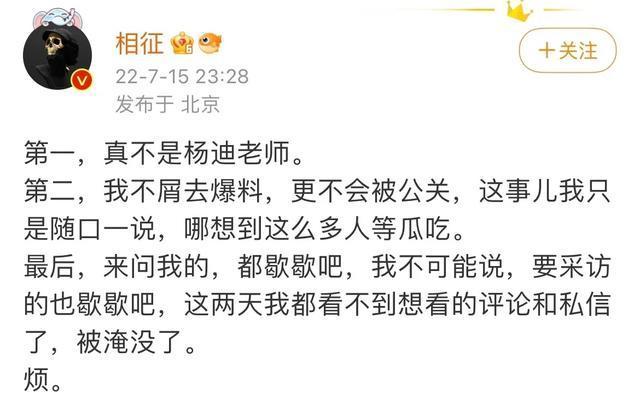 相征
6
22-7-15 23:28
发布于 北京
+关注
V
第一，真不是杨迪老师。
第二，我不屑去爆料，更不会被公关，这事儿我只
是随口一说，哪想到这么多人等瓜吃。
最后，来问我的，都歇歇吧，我不可能说，要采访
的也歇歇吧，这两天我都看不到想看的评论和私信
了，被淹没了。
烦。